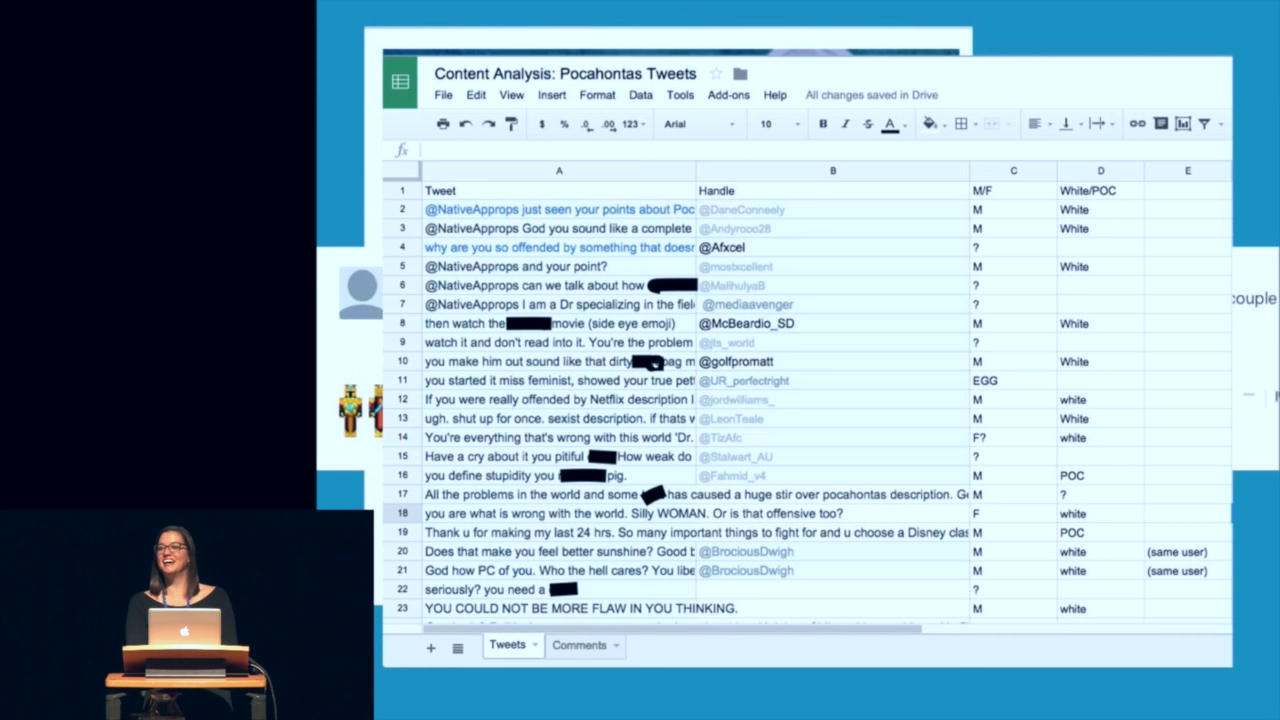 Content Analysis: Pocahontas Tweets
File Edit View Insert Format Data Tools Add-ons Help All changes saved in Drive
$ % .0 .00 123 Arial 10 B I S A
fx
A B C D E
1 Tweet Handle M/F White/POC
2 @NativeApprops just seen your points about Poc @DaneConneely M White
3 @NativeApprops God you sound like a complete @Andyroo28 M White
4 why are you so offended by something that doesn @Afxcel ?
5 @NativeApprops and your point? @mostxcellent M White
6 @NativeApprops can we talk about how @MalihulyaB ?
7 @NativeApprops I am a Dr specializing in the fiel @mediaavenger ?
8 then watch the movie (side eye emoji) @McBeardio_SD M White
9 watch it and don't read into it. You're the problem @jts_world ?
10 you make him out sound like that dirty bag m @golfpromatt M White
11 you started it miss feminist, showed your true pet @UR_perfectright EGG
12 If you were really offended by Netflix description I @jordwilliams_ M white
13 ugh. shut up for once. sexist description. if thats w @LeonTeale M White
14 You're everything that's wrong with this world 'Dr. @TizAfc F? white
15 Have a cry about it you pitiful How weak do @Stalwart_AU ?
16 you define stupidity you pig. @Fahmid_v4 M POC
17 All the problems in the world and some has caused a huge stir over pocahontas description. G M ?
18 you are what is wrong with the world. Silly WOMAN. Or is that offensive too? F white
19 Thank u for making my last 24 hrs. So many important things to fight for and u choose a Disney clas M POC
20 Does that make you feel better sunshine? Good b @BrociousDwigh M white (same user)
21 God how PC of you. Who the hell cares? You libe @BrociousDwigh M white (same user)
22 seriously? you need a ?
23 YOU COULD NOT BE MORE FLAW IN YOU THINKING. M white
Tweets Comments
couple